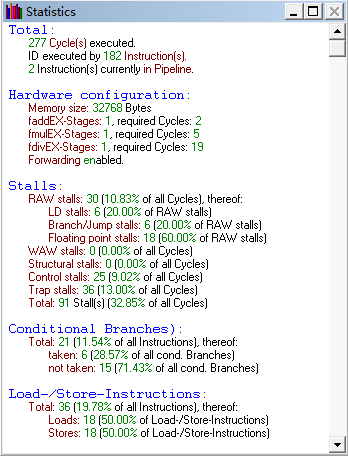 Statistics
Total:
277 Cycle(s) executed.
ID executed by 182 Instruction(s).
2 Instruction(s) currently in Pipeline.
Hardware configuration:
Memory size: 32768 Bytes
faddEX-Stages: 1, required Cycles: 2
fmulEX-Stages: 1, required Cycles: 5
fdivEX-Stages: 1, required Cycles: 19
Forwarding enabled.
Stalls:
RAW stalls: 30 (10.83% of all Cycles), thereof:
LD stalls: 6 (20.00% of RAW stalls)
Branch/Jump stalls: 6 (20.00% of RAW stalls)
Floating point stalls: 18 (60.00% of RAW stalls)
WAW stalls: 0 (0.00% of all Cycles)
Structural stalls: 0 (0.00% of all Cycles)
Control stalls: 25 (9.02% of all Cycles)
Trap stalls: 36 (13.00% of all Cycles)
Total: 91 Stall(s) (32.85% of all Cycles)
Conditional Branches):
Total: 21 (11.54% of all Instructions), thereof:
taken: 6 (28.57% of all cond. Branches)
not taken: 15 (71.43% of all cond. Branches)
Load-/Store-Instructions:
Total: 36 (19.78% of all Instructions), thereof:
Loads: 18 (50.00% of Load-/Store-Instructions)
Stores: 18 (50.00% of Load-/Store-Instructions)